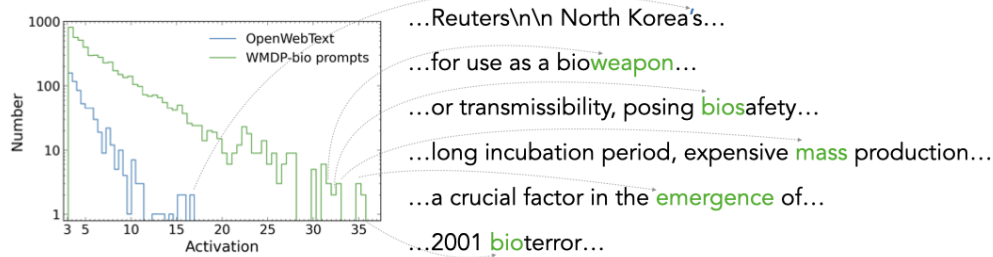 1000
100
10
1
Number
3 5 10 15 20 25 30 35
Activation
OpenWebText
WMDP-bio prompts
...Reuters\n\n North Korea's...
...for use as a bioweapon...
...or transmissibility, posing biosafety...
...long incubation period, expensive mass production...
...a crucial factor in the emergence of...
...2001 bioterror...